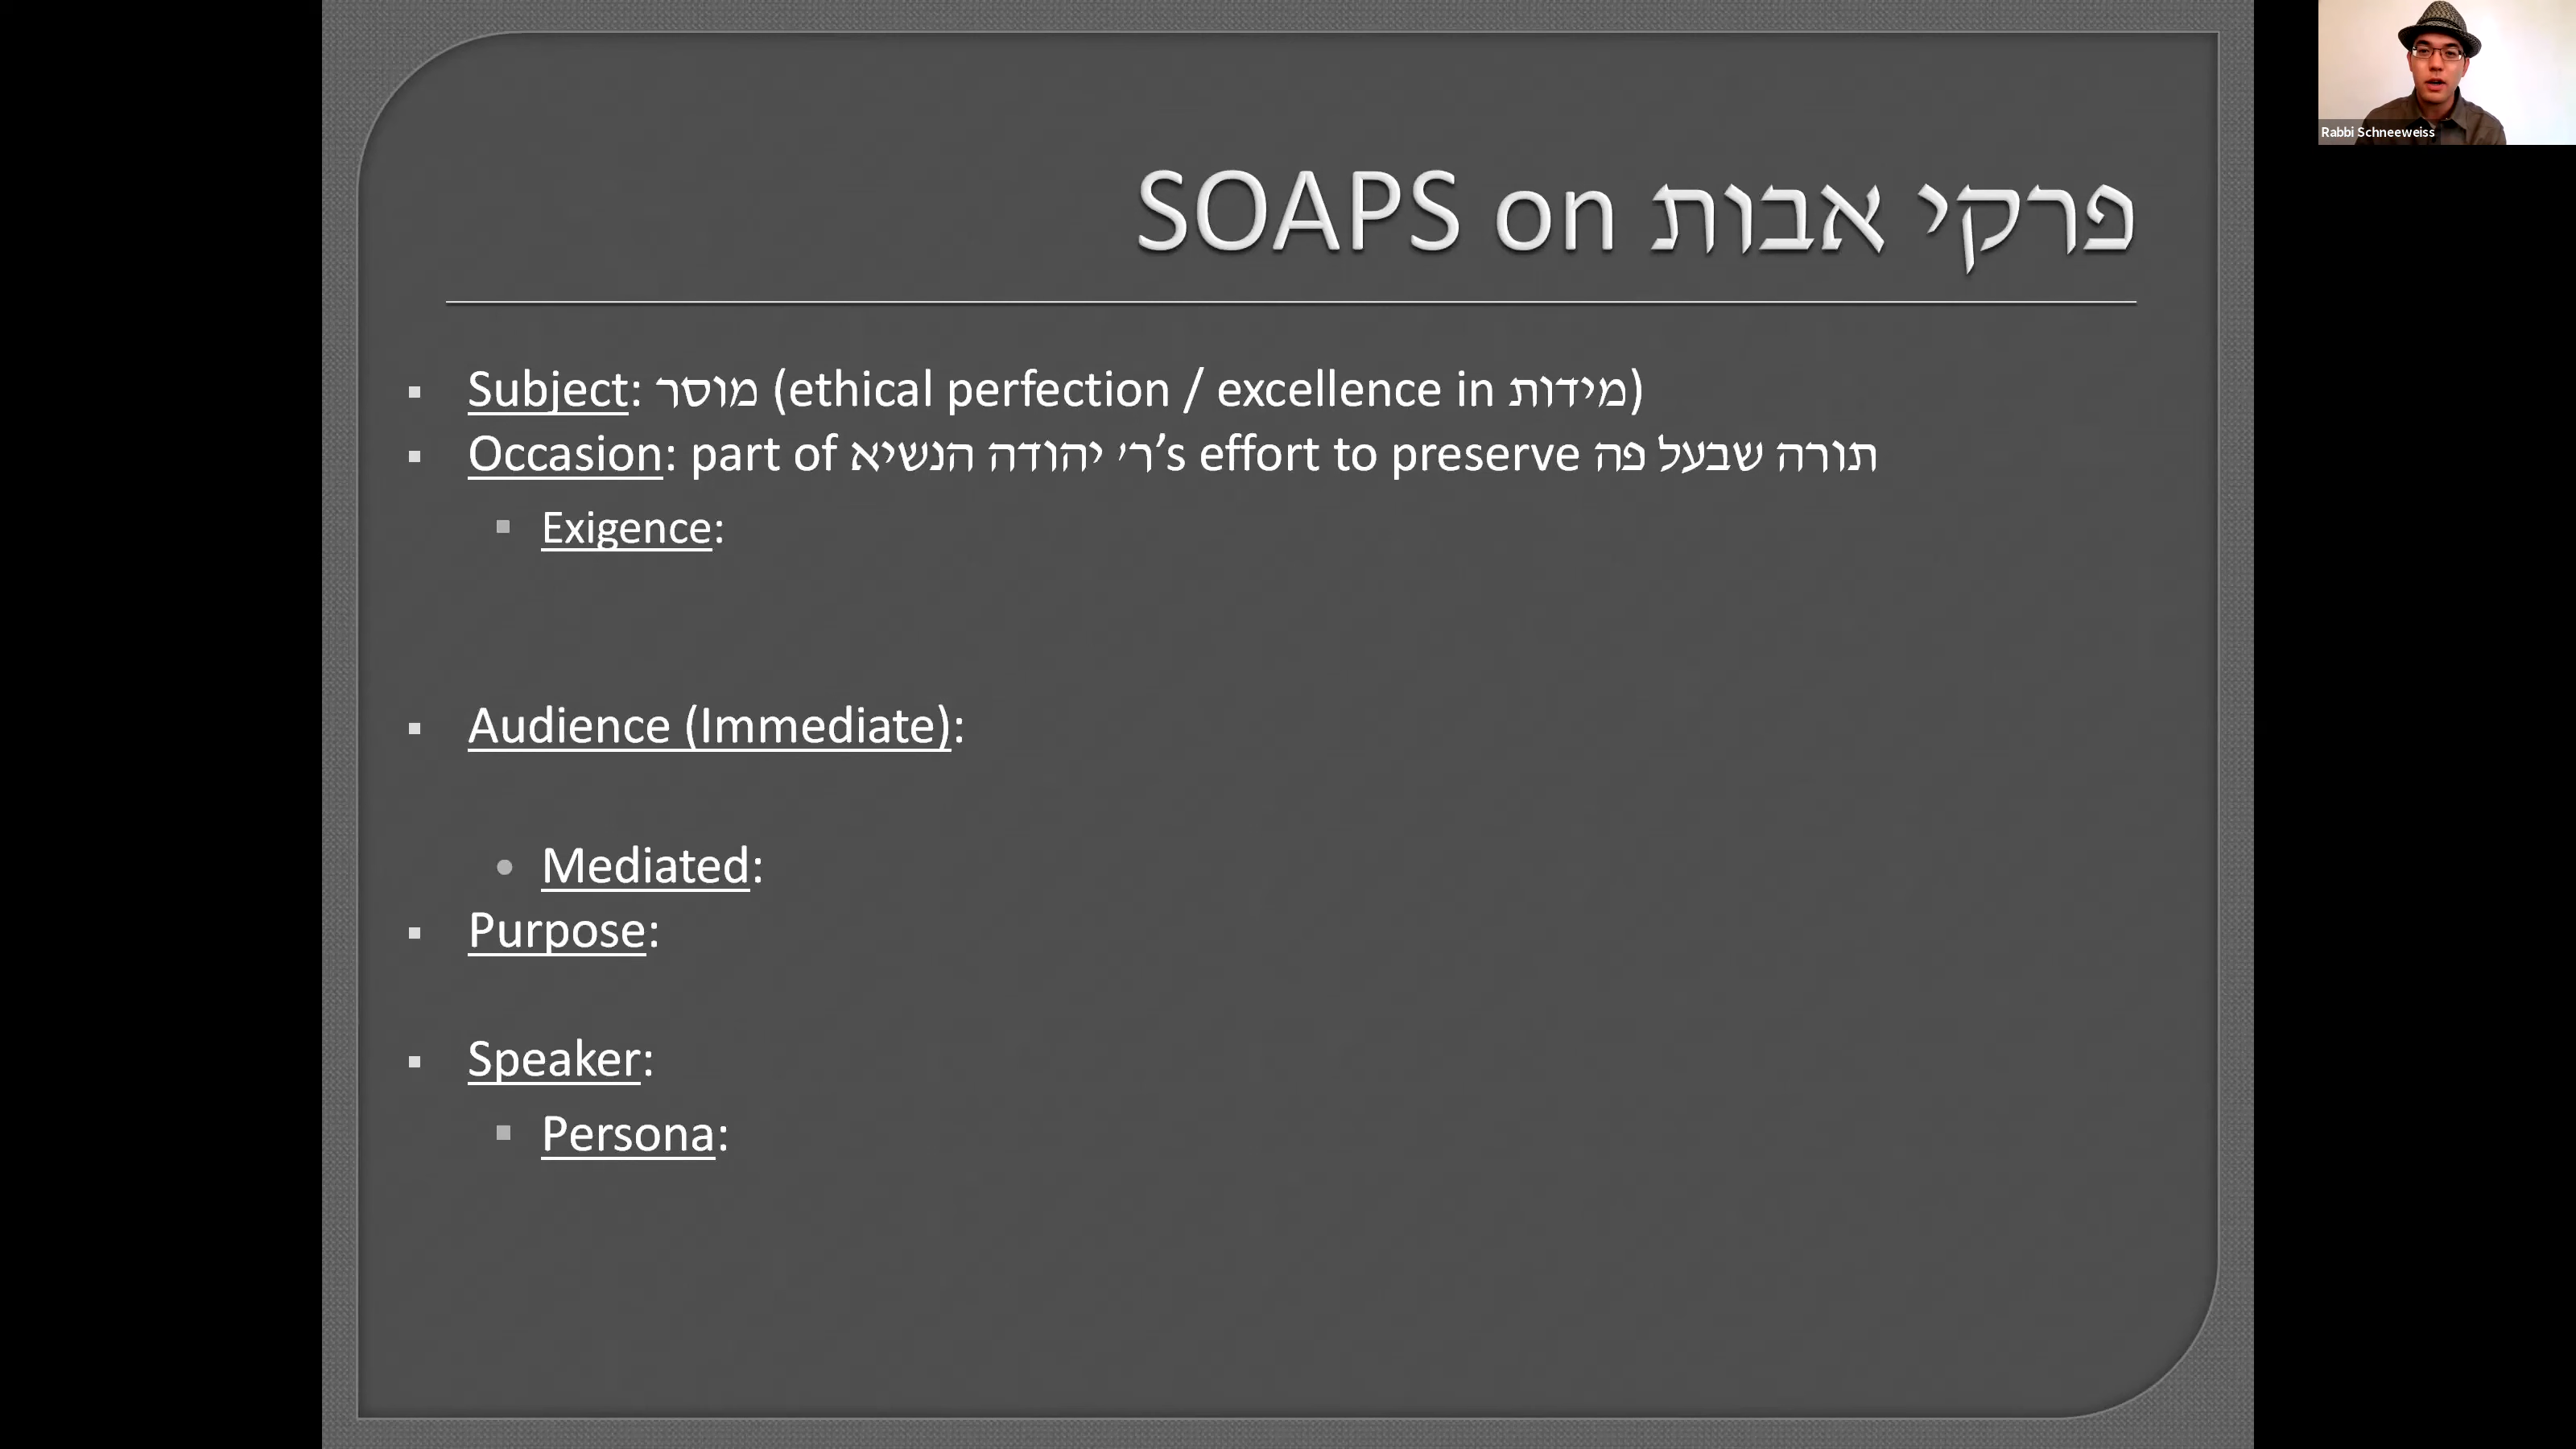 SOAPS on פרקי אבות
Subject: מוסר (ethical perfection / excellence in מידות)
Occasion: part of ר' יהודה הנשיא’s effort to preserve תורה שבעל פה
Exigence:
Audience (Immediate):
Mediated:
Purpose:
Speaker:
Persona:
Rabbi Schneeweiss